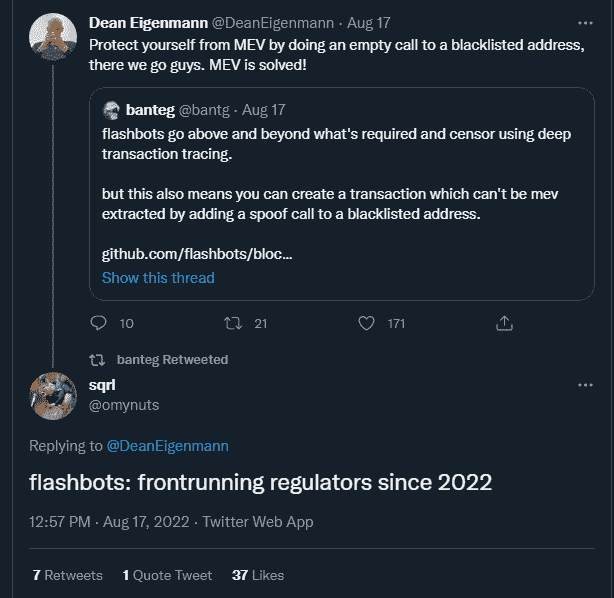 Dean Eigenmann @DeanEigenmann · Aug 17
Protect yourself from MEV by doing an empty call to a blacklisted address,
there we go guys. MEV is solved!
banteg @bantg · Aug 17
flashbots go above and beyond what's required and censor using deep
transaction tracing.
but this also means you can create a transaction which can't be mev
extracted by adding a spoof call to a blacklisted address.
github.com/flashbots/bloc...
Show this thread
10 21 171
banteg Retweeted
sqrl
@omynuts
Replying to @DeanEigenmann
flashbots: frontrunning regulators since 2022
12:57 PM · Aug 17, 2022 · Twitter Web App
7 Retweets 1 Quote Tweet 37 Likes